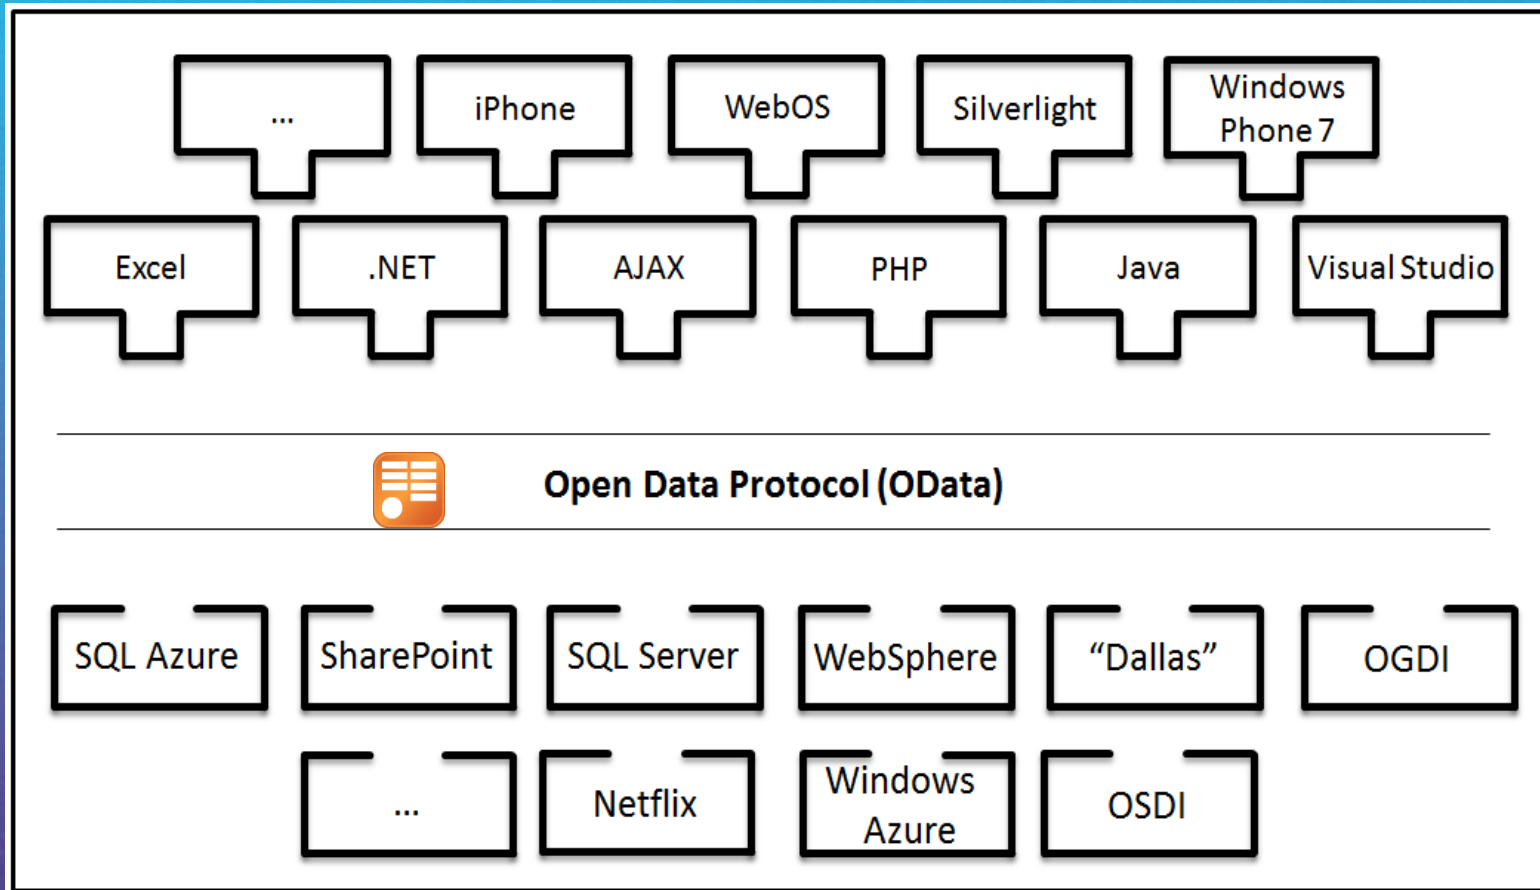 ...
iPhone
WebOS
Silverlight
Windows
Phone 7
Excel
.NET
AJAX
PHP
Java
Visual Studio
Open Data Protocol (OData)
SQL Azure
SharePoint
SQL Server
WebSphere
“Dallas”
OGDI
...
Netflix
Windows
Azure
OSDI